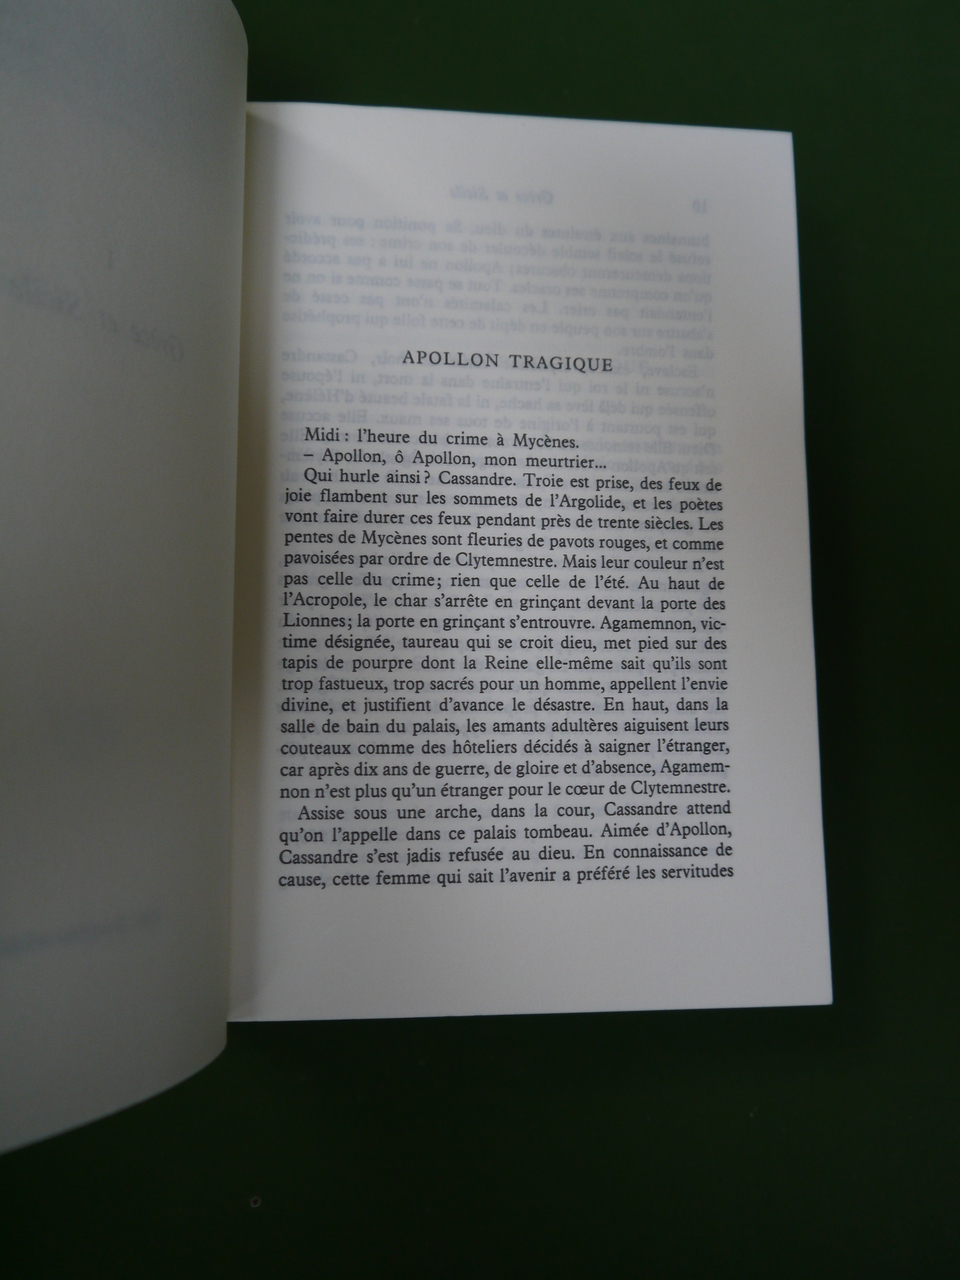 APOLLON TRAGIQUE
Midi : l'heure du crime à Mycènes.
– Apollon, ô Apollon, mon meurtrier...
Qui hurle ainsi ? Cassandre. Troie est prise, des feux de
joie flambent sur les sommets de l'Argolide, et les poètes
vont faire durer ces feux pendant près de trente siècles. Les
pentes de Mycènes sont fleuries de pavots rouges, et comme
pavoisées par ordre de Clytemnestre. Mais leur couleur n'est
pas celle du crime ; rien que celle de l'été. Au haut de
l'Acropole, le char s'arrête en grinçant devant la porte des
Lionnes ; la porte en grinçant s'entrouvre. Agamemnon, vic-
time désignée, taureau qui se croit dieu, met pied sur des
tapis de pourpre dont la Reine elle-même sait qu'ils sont
trop fastueux, trop sacrés pour un homme, appellent l'envie
divine, et justifient d'avance le désastre. En haut, dans la
salle de bain du palais, les amants adultères aiguisent leurs
couteaux comme des hôteliers décidés à saigner l'étranger,
car après dix ans de guerre, de gloire et d'absence, Agamem-
non n'est plus qu'un étranger pour le cœur de Clytemnestre.
Assise sous une arche, dans la cour, Cassandre attend
qu'on l'appelle dans ce palais tombeau. Aimée d'Apollon,
Cassandre s'est jadis refusée au dieu. En connaissance de
cause, cette femme qui sait l'avenir a préféré les servitudes